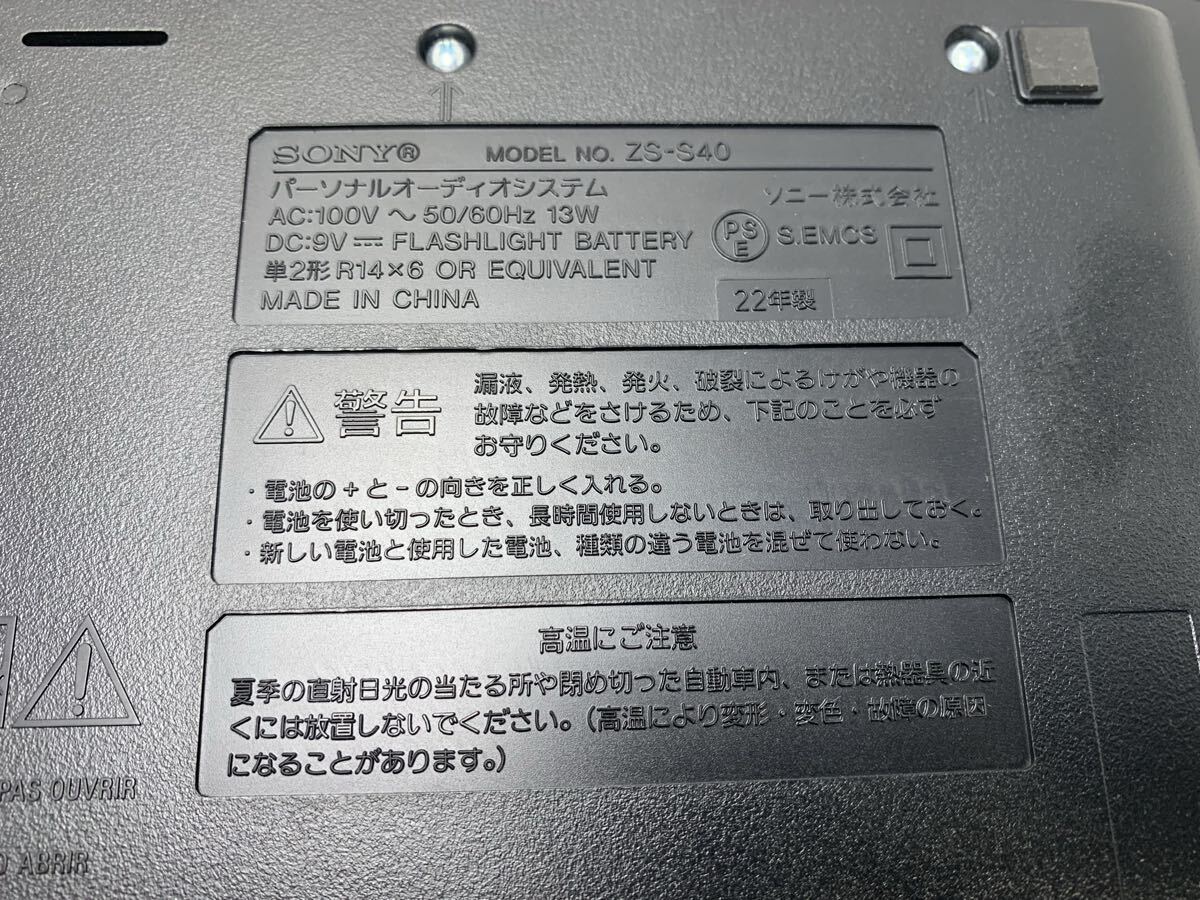 SONY® MODEL NO. ZS-S40
パーソナルオーディオシステム
ソニー株式会社
AC:100V ～ 50/60Hz 13W
DC:9V⎓ FLASHLIGHT BATTERY
PSE S.EMCS
単2形 R14×6 OR EQUIVALENT
MADE IN CHINA
22年製
警告
漏液、発熱、発火、破裂によるけがや機器の
故障などをさけるため、下記のことを必ず
お守りください。
・電池の+と-の向きを正しく入れる。
・電池を使い切ったとき、長時間使用しないときは、取り出しておく。
・新しい電池と使用した電池、種類の違う電池を混ぜて使わない。
高温にご注意
夏季の直射日光の当たる所や閉め切った自動車内、または熱器具の近
くには放置しないでください。(高温により変形・変色・故障の原因
になることがあります。)
PAS OUVRIR
ABRIR